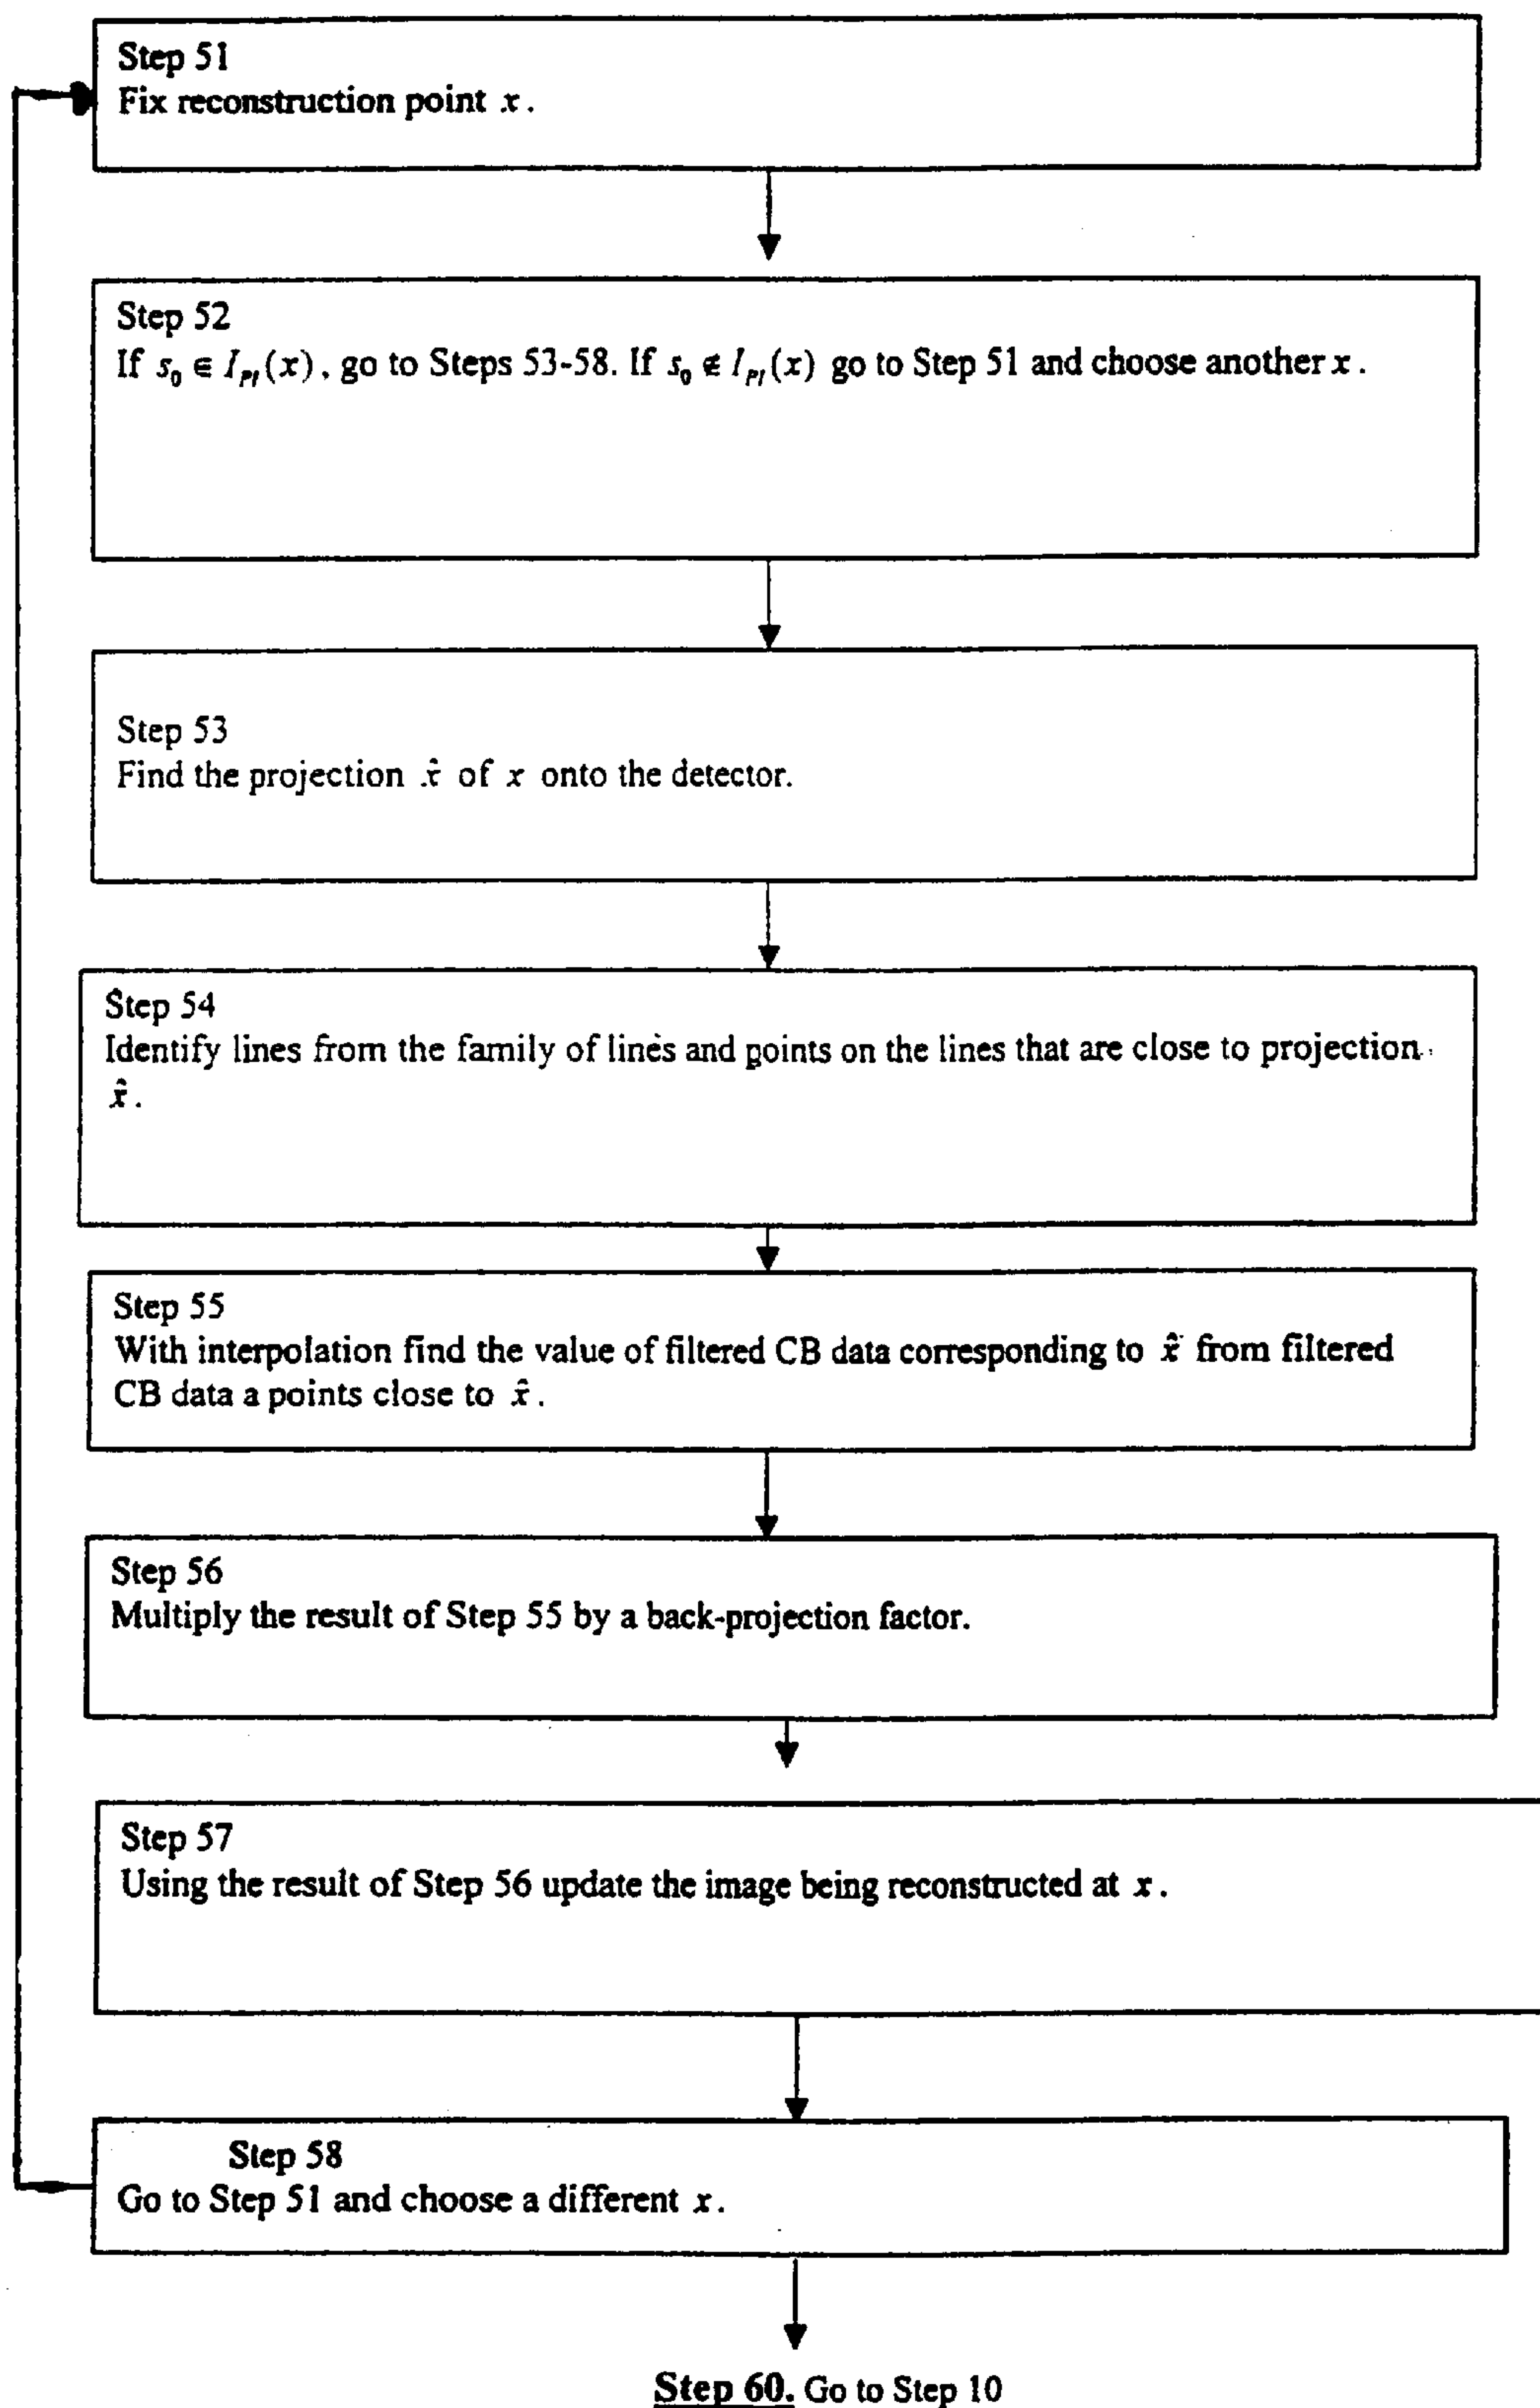 Step 51
Fix reconstruction point x.
Step 52
If s₀ ∈ I_PI(x), go to Steps 53-58. If s₀ ∉ I_PI(x) go to Step 51 and choose another x.
Step 53
Find the projection x̂ of x onto the detector.
Step 54
Identify lines from the family of lines and points on the lines that are close to projection
x̂.
Step 55
With interpolation find the value of filtered CB data corresponding to x̂ from filtered
CB data a points close to x̂.
Step 56
Multiply the result of Step 55 by a back-projection factor.
Step 57
Using the result of Step 56 update the image being reconstructed at x.
Step 58
Go to Step 51 and choose a different x.
Step 60. Go to Step 10